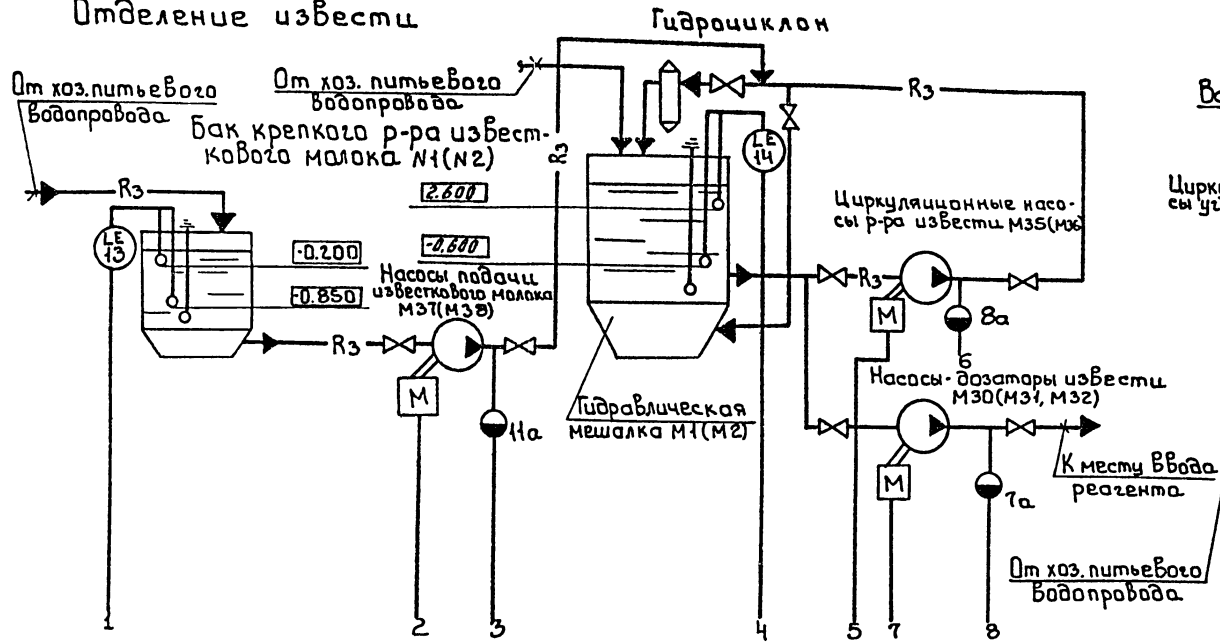 Отделение извести
Гидроциклон
От хоз. питьевого
водопровода
От хоз. питьевого
водопровода
Бак крепкого р-ра извест-
кового молока N1(N2)
R3
R3
R3
LE
14
LE
13
2.600
-0.600
-0.200
-0.850
Циркуляционные насо-
сы р-ра извести М35(М36
Насосы подачи
известкового молока
М37(М38)
R3
R3
М
8а
6
М
11а
Гидравлическая
мешалка М1(М2)
Насосы-дозаторы извести
М30(М31, М32)
М
7а
К месту ввода
реагента
От хоз. питьевого
водопровода
1
2
3
4
5
7
8
Цирк
сы уг